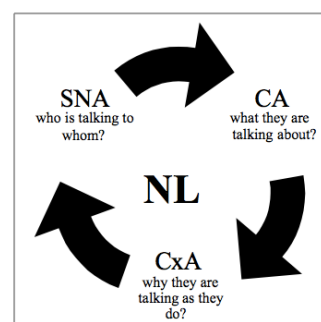 SNA
who is talking to
whom?
CA
what they are
talking about?
NL
CxA
why they are
talking as they
do?